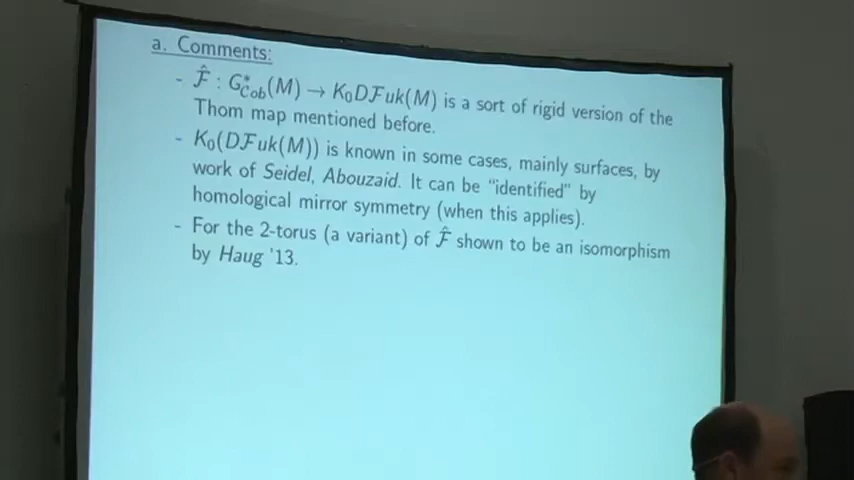 a. Comments:
- F̂ : G*Cob(M) → K₀DFuk(M) is a sort of rigid version of the
Thom map mentioned before.
- K₀(DFuk(M)) is known in some cases, mainly surfaces, by
work of Seidel, Abouzaid. It can be "identified" by
homological mirror symmetry (when this applies).
- For the 2-torus (a variant) of F̂ shown to be an isomorphism
by Haug '13.